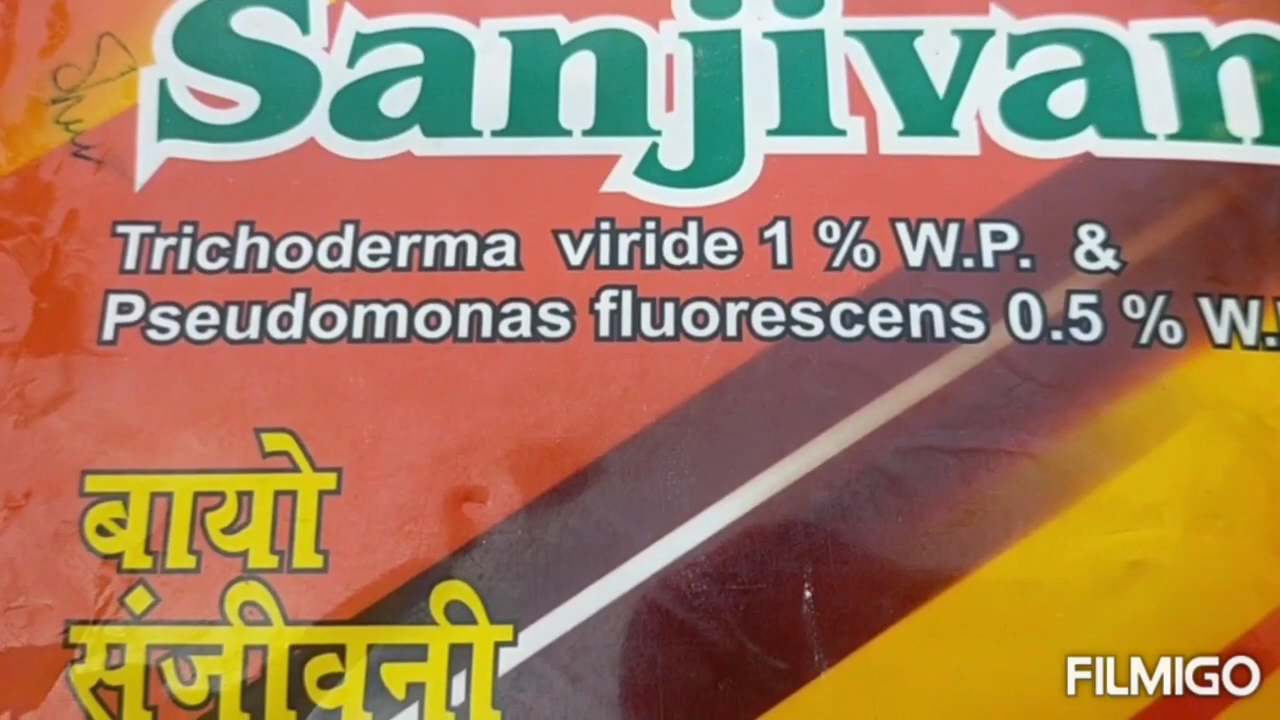 Sanjivan
Trichoderma viride 1 % W.P. &
Pseudomonas fluorescens 0.5 % W.
बायो
संजीवनी
FILMIGO